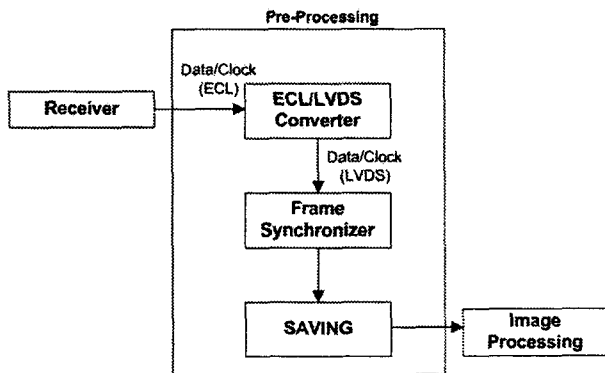 Pre-Processing
Data/Clock
(ECL)
Receiver
ECL/LVDS
Converter
Data/Clock
(LVDS)
Frame
Synchronizer
SAVING
Image
Processing